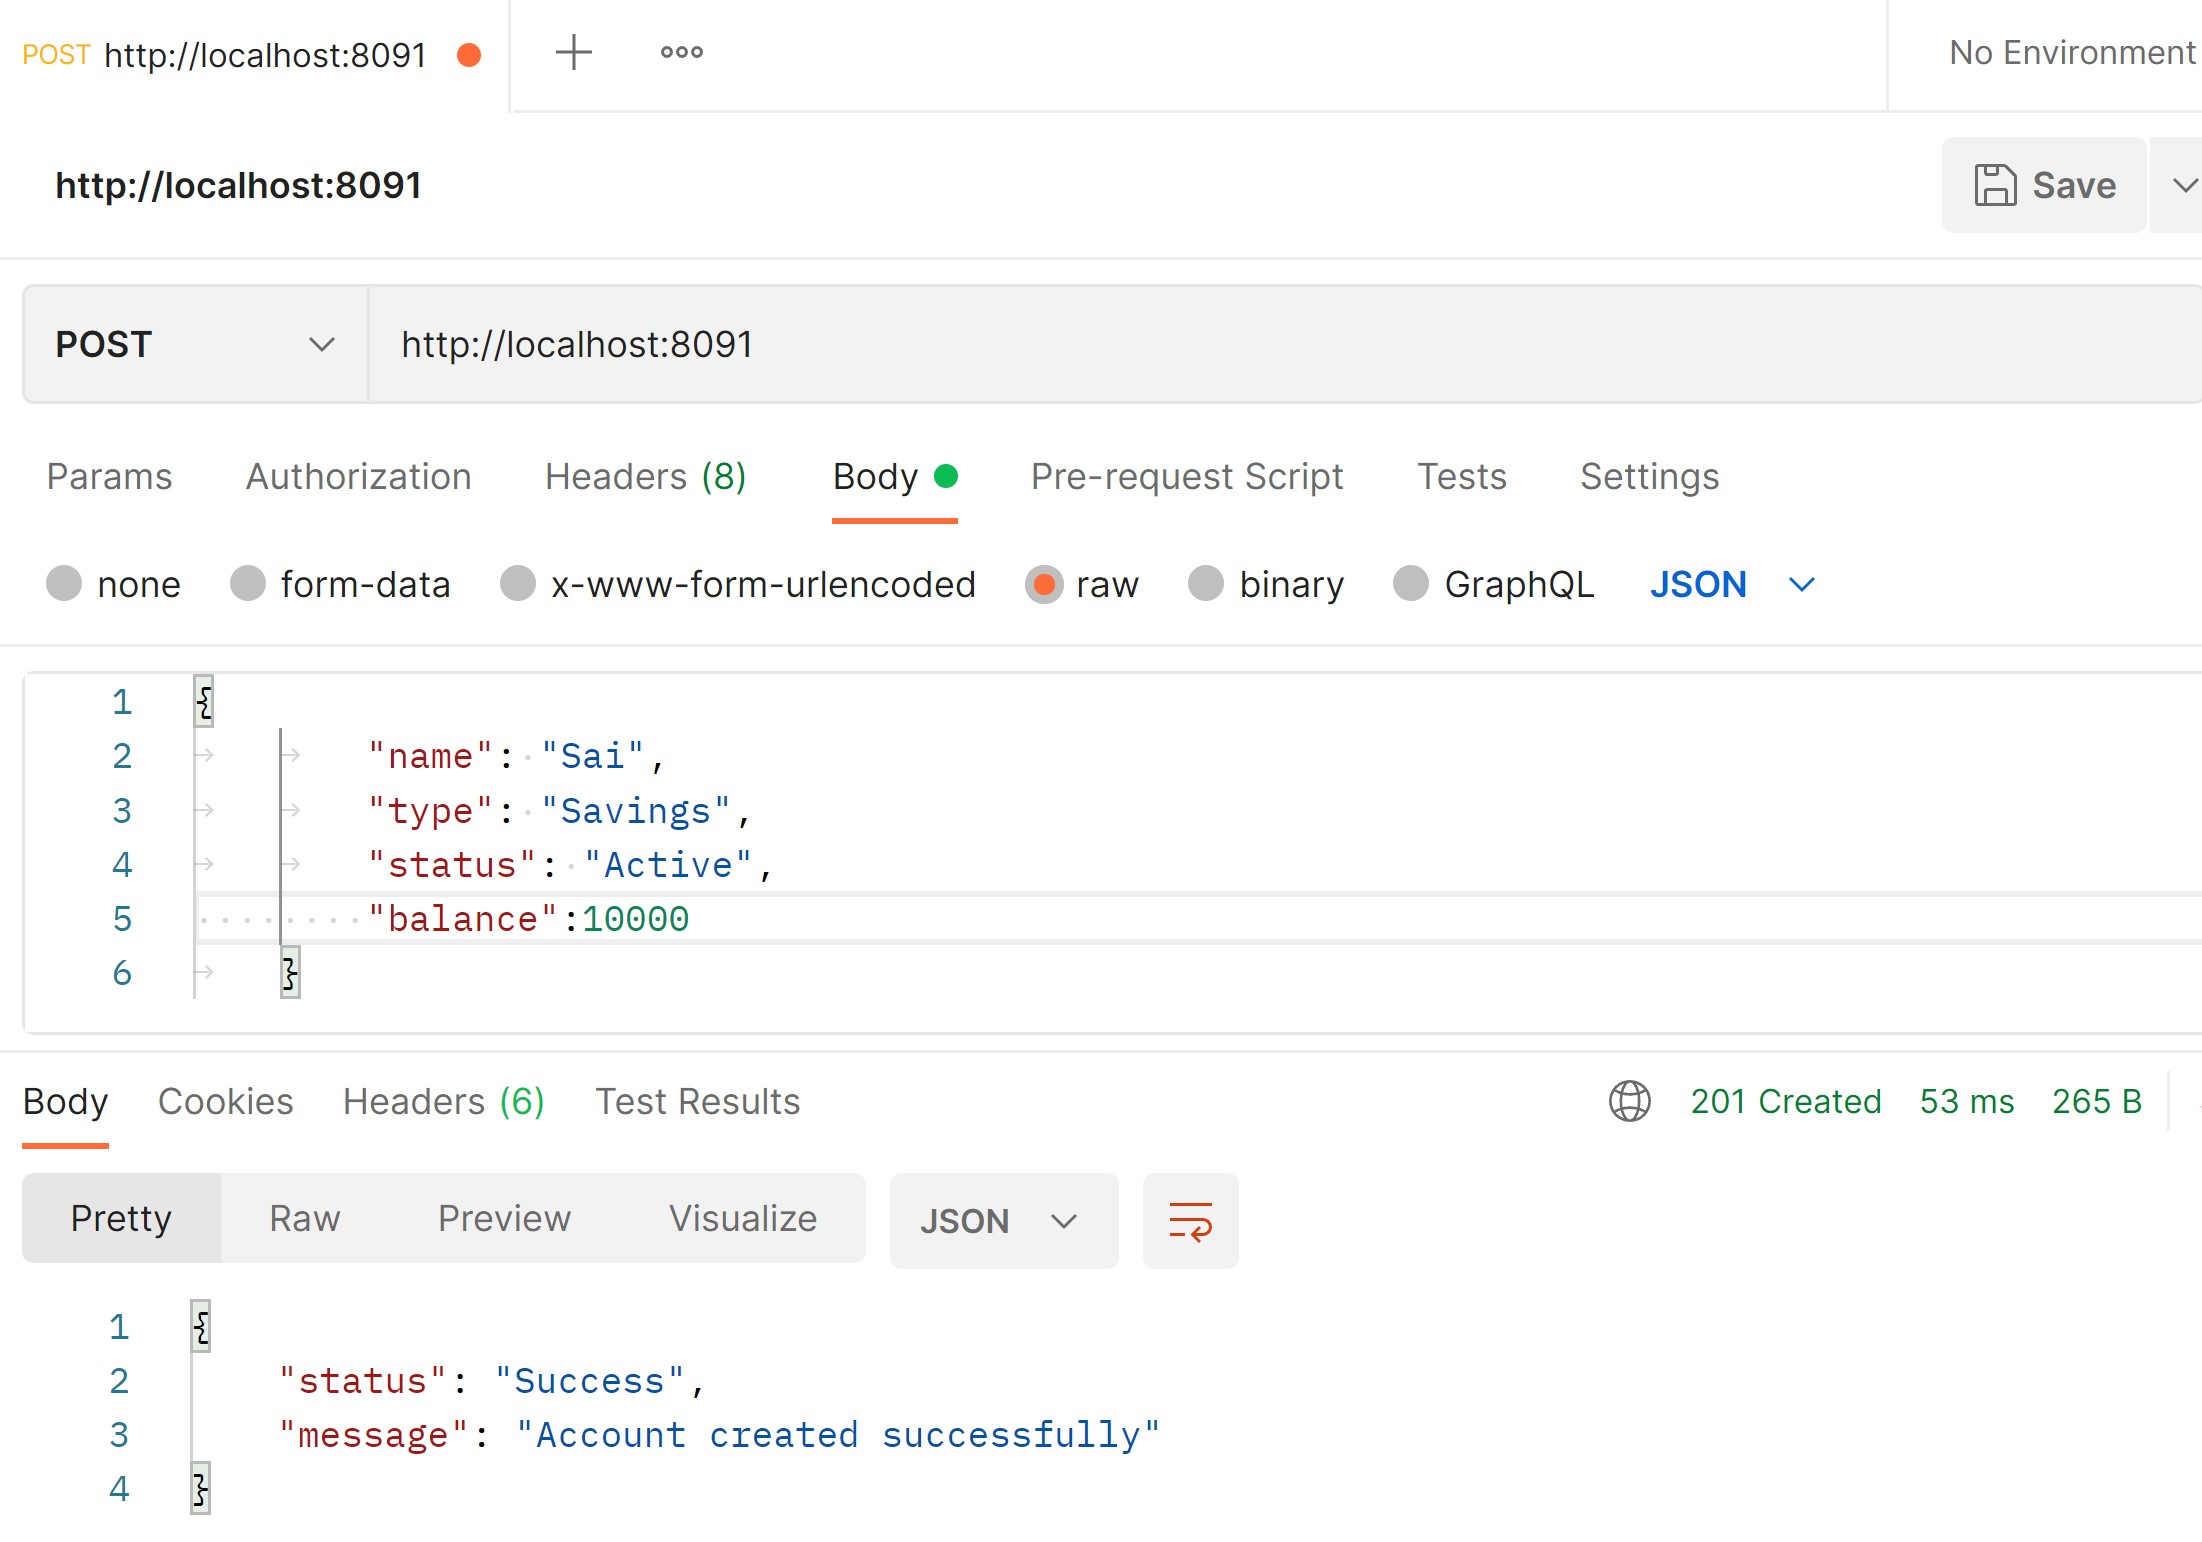 POST http://localhost:8091
No Environment
http://localhost:8091
Save
POST http://localhost:8091
Params Authorization Headers (8) Body Pre-request Script Tests Settings
none form-data x-www-form-urlencoded raw binary GraphQL JSON
1 {
2 "name": "Sai",
3 "type": "Savings",
4 "status": "Active",
5 "balance":10000
6 }
Body Cookies Headers (6) Test Results 201 Created 53 ms 265 B
Pretty Raw Preview Visualize JSON
1 {
2 "status": "Success",
3 "message": "Account created successfully"
4 }